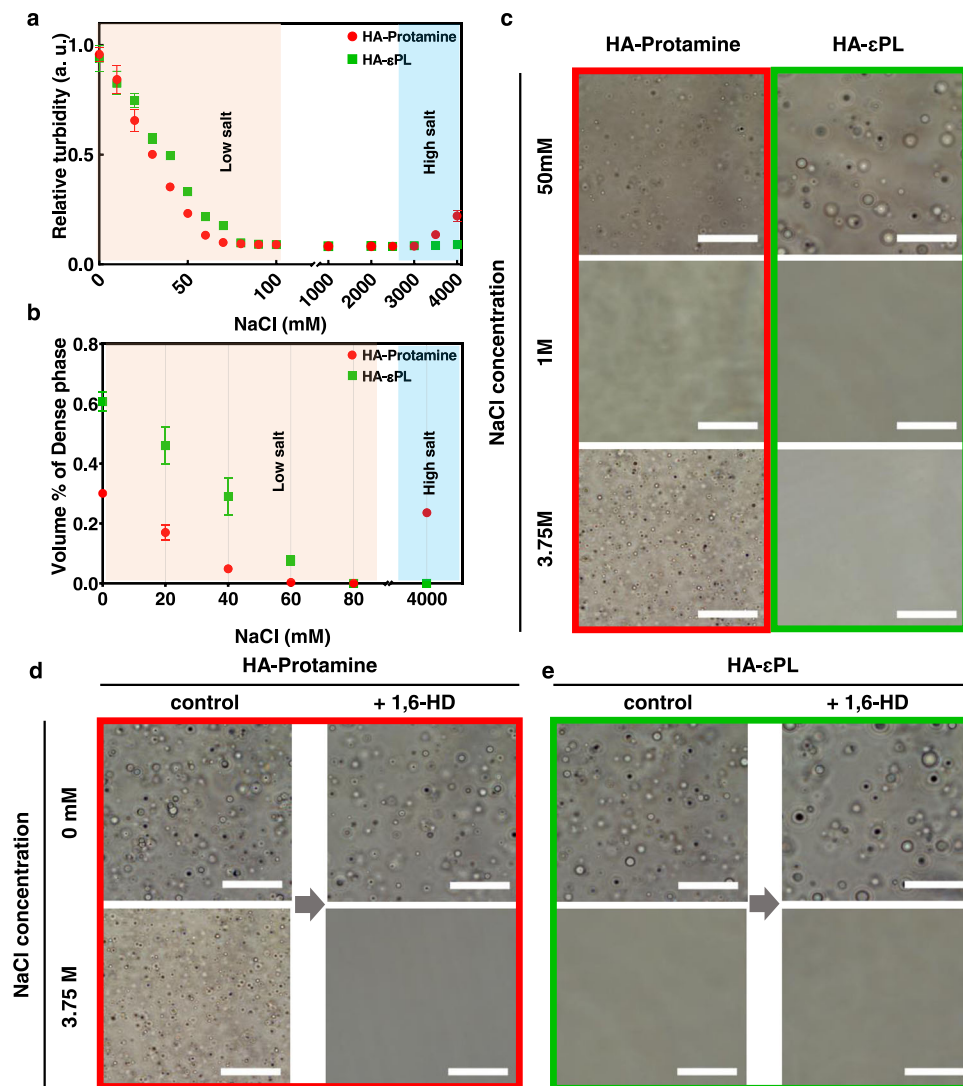 a
HA-Protamine
HA-εPL
Relative turbidity (a. u.)
1.0
0.5
0.0
Low salt
High salt
50
100
1000
2000
3000
4000
NaCl (mM)
b
HA-Protamine
HA-εPL
Volume % of Dense phase
0.8
0.6
0.4
0.2
0.0
Low salt
High salt
0
20
40
60
80
4000
NaCl (mM)
c
HA-Protamine
HA-εPL
NaCl concentration
50mM
1M
3.75M
d
HA-Protamine
control
+ 1,6-HD
NaCl concentration
0 mM
3.75 M
e
HA-εPL
control
+ 1,6-HD